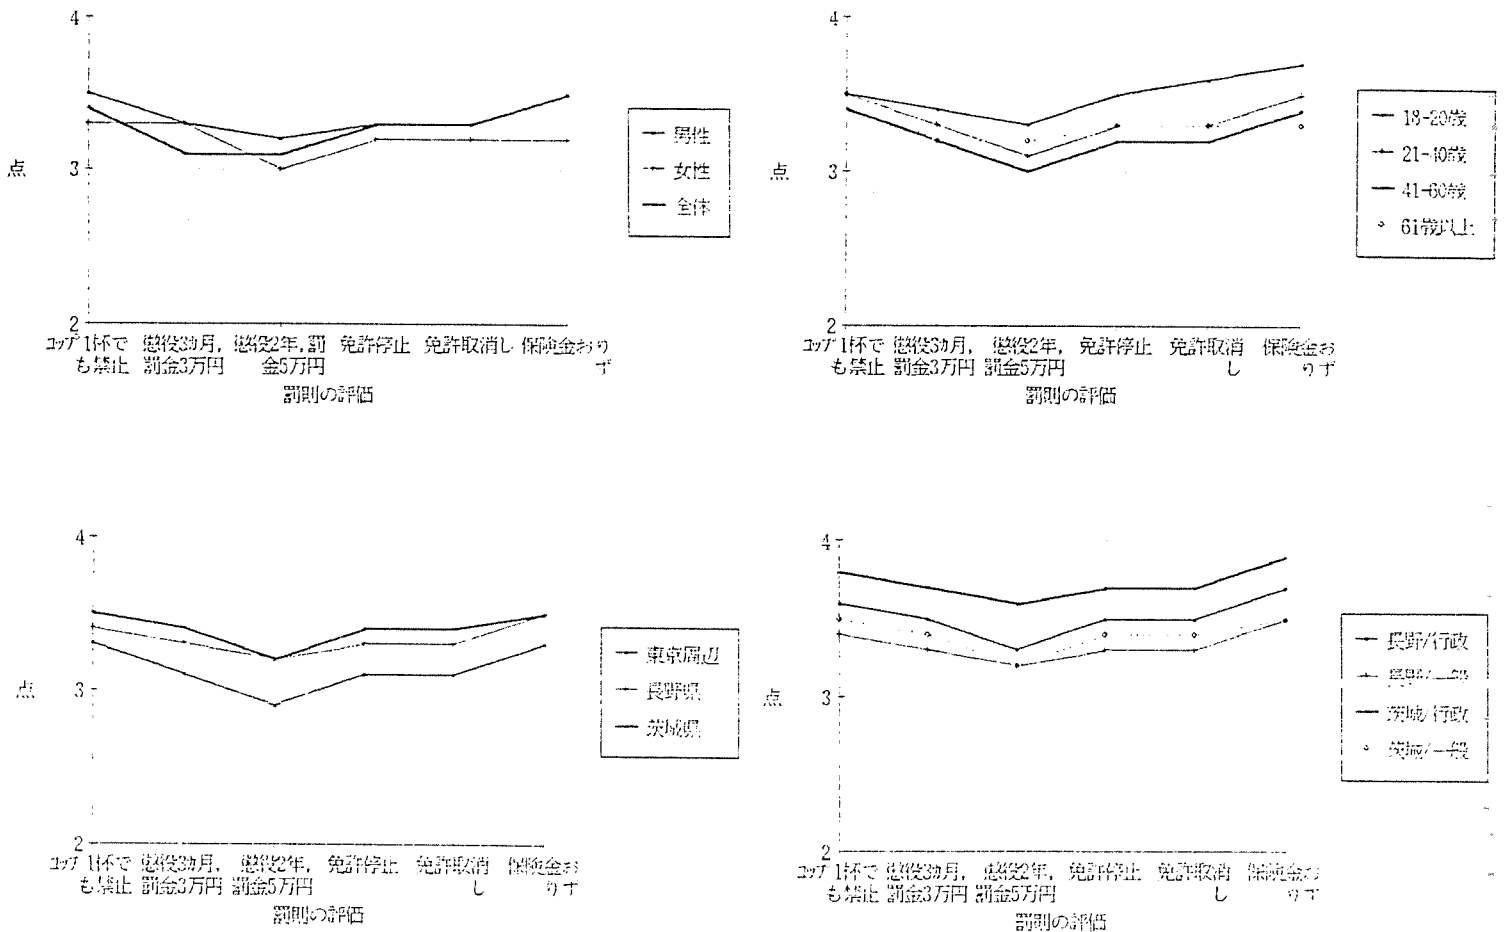 4
点
3
2
コップ1杯で 懲役3カ月, 懲役2年,罰 免許停止 免許取消し 保険金おり
も禁止 罰金3万円 金5万円 ず
罰則の評価
男性
女性
全体
4
点
3
2
コップ1杯で 懲役3カ月, 懲役2年, 免許停止 免許取消 保険金お
も禁止 罰金3万円 罰金5万円 し りず
罰則の評価
18-20歳
21-40歳
41-60歳
61歳以上
4
点
3
2
コップ1杯で 懲役3カ月, 懲役2年, 免許停止 免許取消 保険金お
も禁止 罰金3万円 罰金5万円 し りず
罰則の評価
東京周辺
長野県
茨城県
4
点
3
2
コップ1杯で 懲役3カ月, 懲役2年, 免許停止 免許取消 保険金お
も禁止 罰金3万円 罰金5万円 し りず
罰則の評価
長野/行政
長野/一般
茨城/行政
茨城/一般